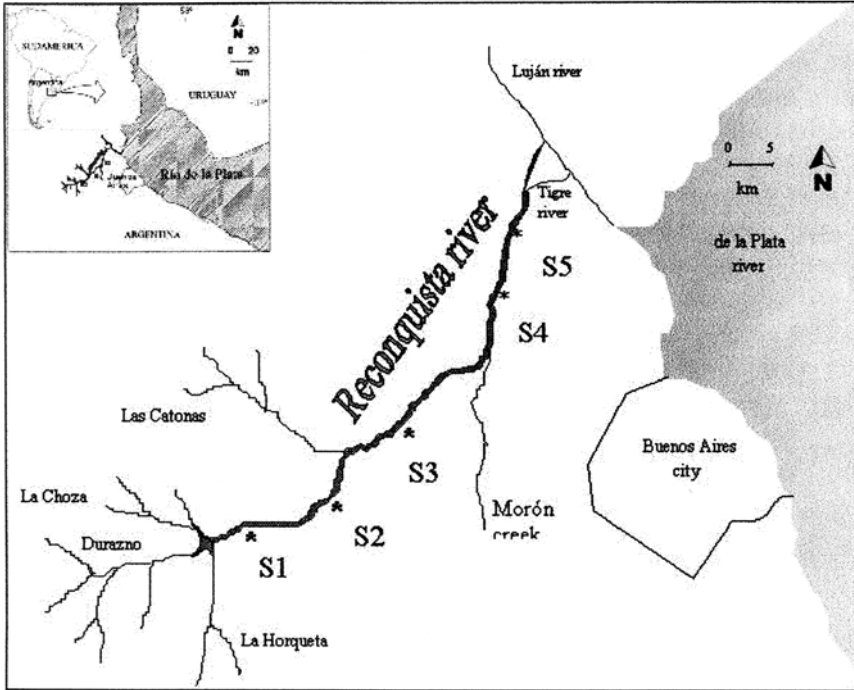 58°
N
0 20
km
SUDAMERICA
Argentina
URUGUAY
Río de la Plata
ARGENTINA
Luján river
0 5
km
N
Tigre
river
de la Plata
river
Reconquista river
S5
S4
Las Catonas
S3
Buenos Aires
city
La Choza
S2
Morón
creek
Durazno
S1
La Horqueta